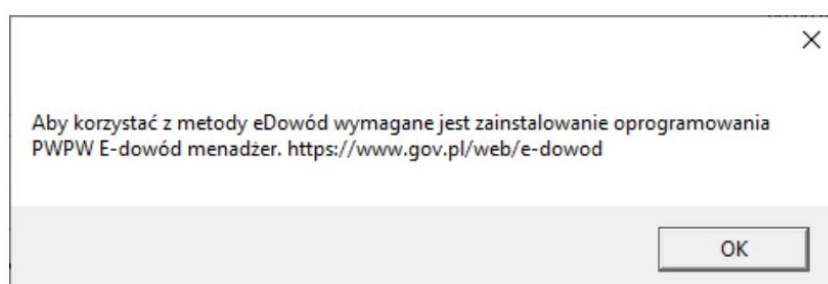 Aby korzystać z metody eDowód wymagane jest zainstalowanie oprogramowania
PWPW E-dowód menadżer. https://www.gov.pl/web/e-dowod
OK